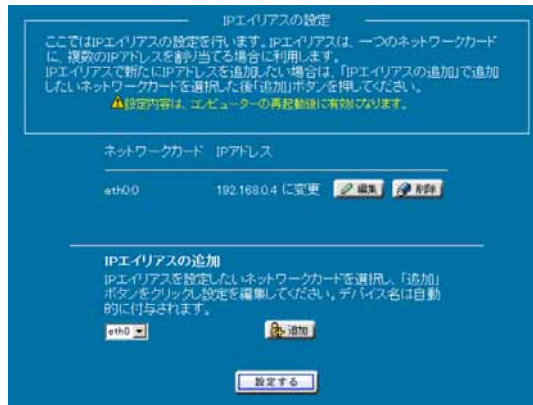 IPエイリアスの設定
ここではIPエイリアスの設定を行います。IPエイリアスは、一つのネットワークカード
に、複数のIPアドレスを割り当てる場合に利用します。
IPエイリアスで新たにIPアドレスを追加したい場合は、「IPエイリアスの追加」で追加
したいネットワークカードを選択した後「追加」ボタンを押してください。
設定内容は、コンピューターの再起動後に有効になります。
ネットワークカード IPアドレス
eth0:0 192.168.0.4 に変更 編集 削除
IPエイリアスの追加
IPエイリアスを設定したいネットワークカードを選択し、「追加」
ボタンをクリックし設定を編集してください。デバイス名は自動
的に付与されます。
eth0 追加
設定する